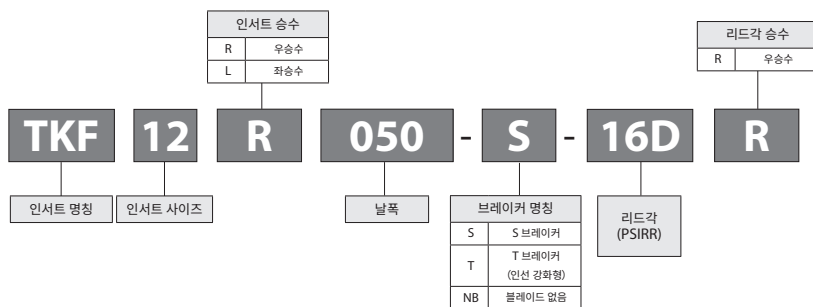 인서트 승수
R 우승수
L 좌승수
리드각 승수
R 우승수
TKF 12 R 050 - S - 16D R
인서트 명칭
인서트 사이즈
날폭
브레이커 명칭
S S 브레이커
T T 브레이커
(인선 강화형)
NB 블레이드 없음
리드각
(PSIRR)